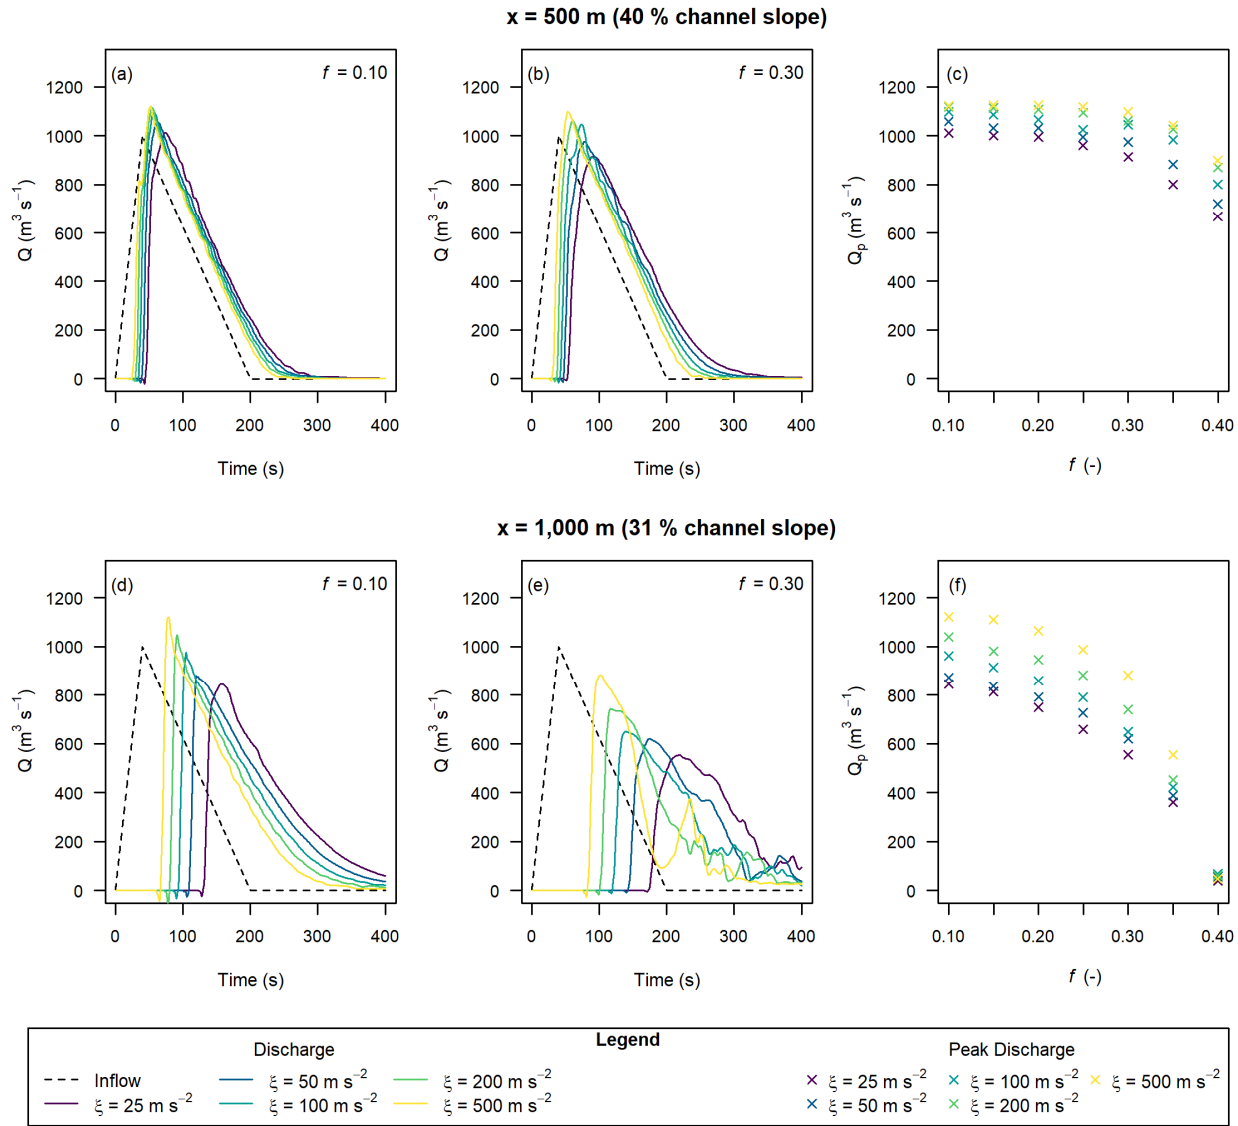 x = 500 m (40 % channel slope)
(a)
f = 0.10
Q (m³ s⁻¹)
1200
1000
800
600
400
200
0
0 100 200 300 400
Time (s)
(b)
f = 0.30
Q (m³ s⁻¹)
1200
1000
800
600
400
200
0
0 100 200 300 400
Time (s)
(c)
Qₚ (m³ s⁻¹)
1200
1000
800
600
400
200
0
0.10 0.20 0.30 0.40
f (-)
x = 1,000 m (31 % channel slope)
(d)
f = 0.10
Q (m³ s⁻¹)
1200
1000
800
600
400
200
0
0 100 200 300 400
Time (s)
(e)
f = 0.30
Q (m³ s⁻¹)
1200
1000
800
600
400
200
0
0 100 200 300 400
Time (s)
(f)
Qₚ (m³ s⁻¹)
1200
1000
800
600
400
200
0
0.10 0.20 0.30 0.40
f (-)
Legend
Discharge
Inflow
ξ = 25 m s⁻²
ξ = 50 m s⁻²
ξ = 100 m s⁻²
ξ = 200 m s⁻²
ξ = 500 m s⁻²
Peak Discharge
ξ = 25 m s⁻²
ξ = 50 m s⁻²
ξ = 100 m s⁻²
ξ = 200 m s⁻²
ξ = 500 m s⁻²